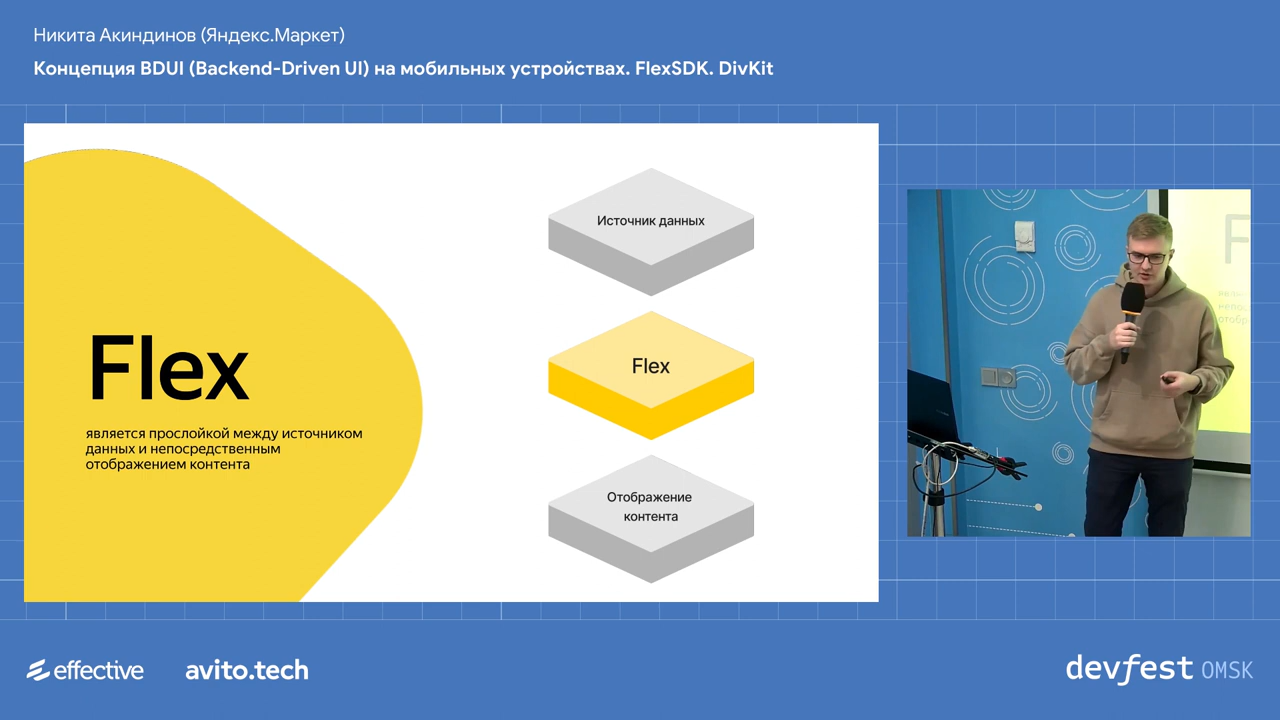 Никита Акиндинов (Яндекс.Маркет)
Концепция BDUI (Backend-Driven UI) на мобильных устройствах. FlexSDK. DivKit
Flex
является прослойкой между источником
данных и непосредственным
отображением контента
Источник данных
Flex
Отображение
контента
effective
avito.tech
devfest OMSK